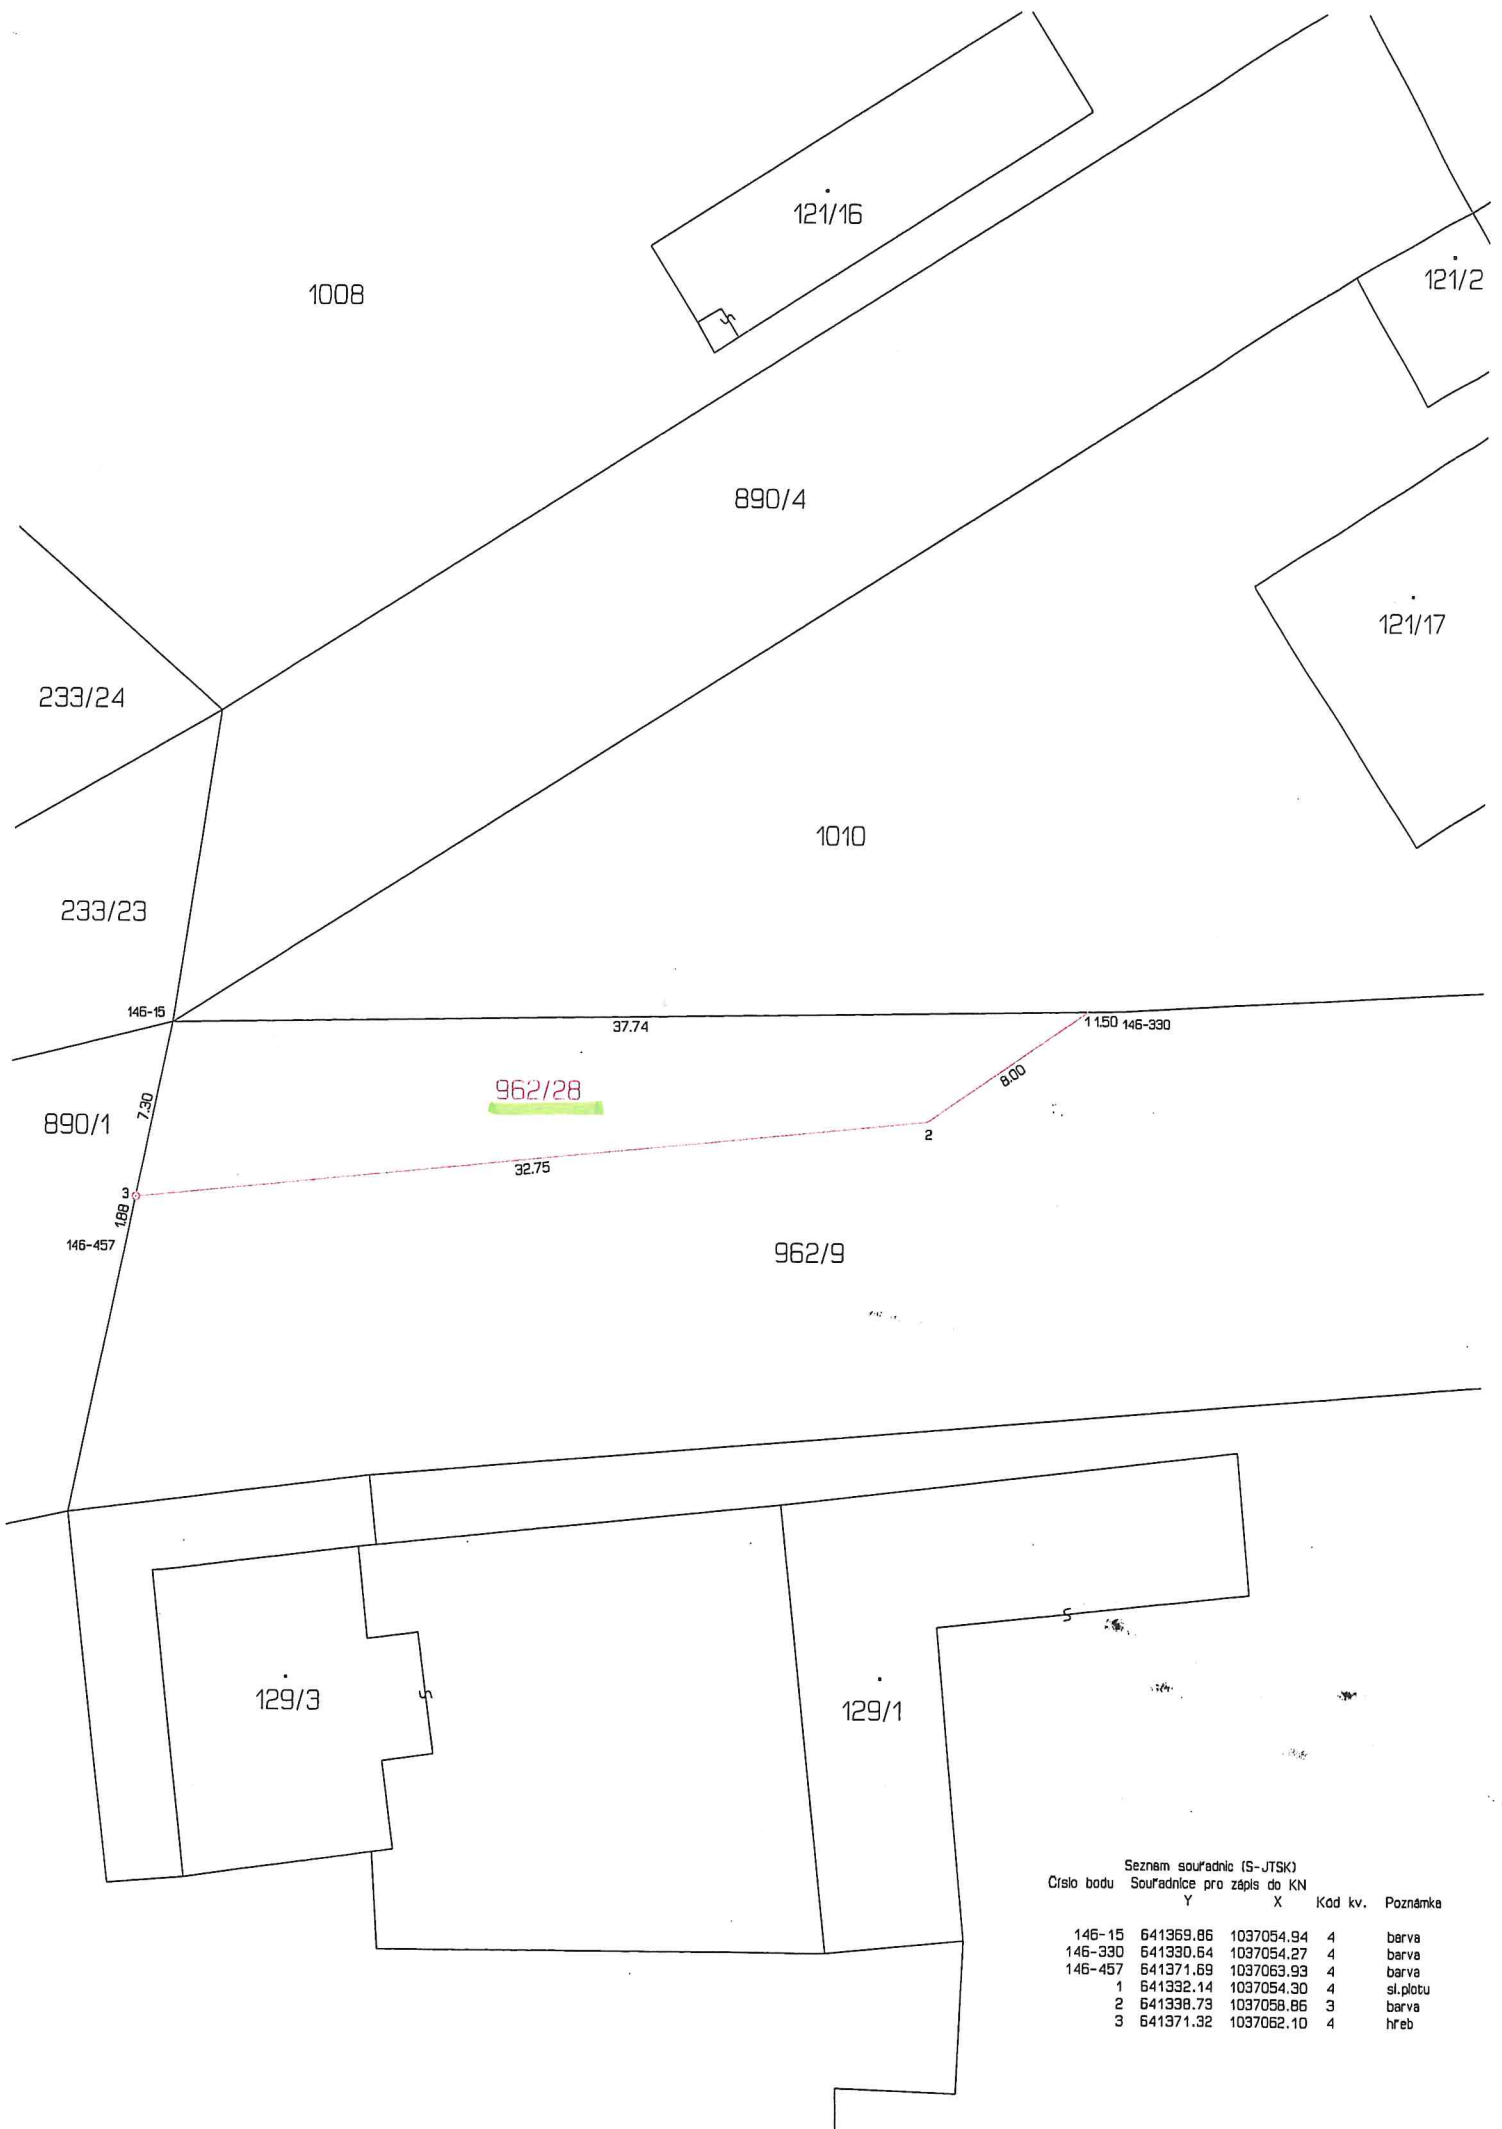 121/16
121/2
1008
890/4
121/17
233/24
1010
233/23
146-15
37.74
1 1.50 146-330
962/28
8.00
7.30
890/1
2
32.75
3
1.88
146-457
962/9
129/3
129/1
Seznam souřadnic (S-JTSK)
Číslo bodu Souřadnice pro zápis do KN
Y X Kód kv. Poznámka
146-15 641369.86 1037054.94 4 barva
146-330 641330.64 1037054.27 4 barva
146-457 641371.69 1037063.93 4 barva
1 641332.14 1037054.30 4 sl.plotu
2 641338.73 1037058.86 3 barva
3 641371.32 1037062.10 4 hřeb